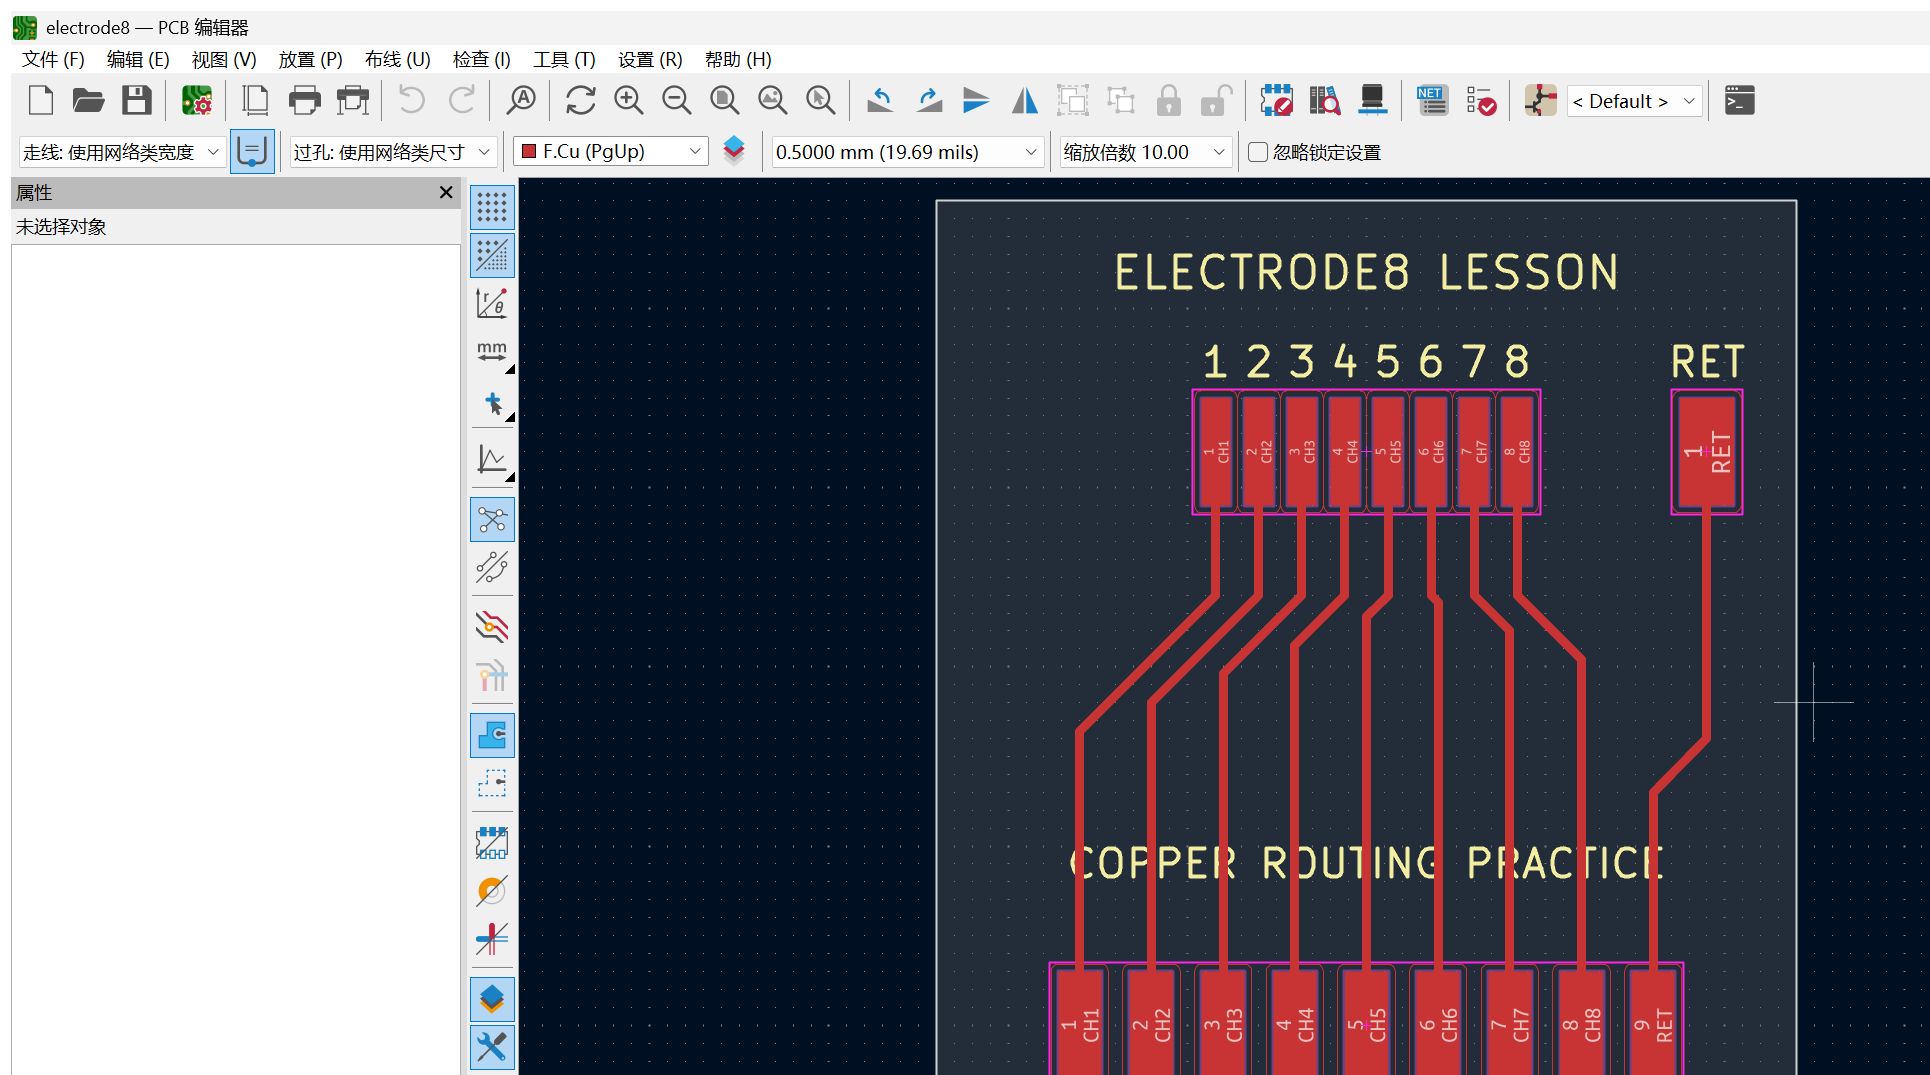 electrode8 — PCB 编辑器
文件 (F) 编辑 (E) 视图 (V) 放置 (P) 布线 (U) 检查 (I) 工具 (T) 设置 (R) 帮助 (H)
NET
< Default >
走线: 使用网络类宽度
过孔: 使用网络类尺寸
F.Cu (PgUp)
0.5000 mm (19.69 mils)
缩放倍数 10.00
忽略锁定设置
属性
未选择对象
r θ
mm
ELECTRODE8 LESSON
1 2 3 4 5 6 7 8 RET
1 CH1
2 CH2
3 CH3
4 CH4
5 CH5
6 CH6
7 CH7
8 CH8
1 RET
COPPER ROUTING PRACTICE
1 CH1
2 CH2
3 CH3
4 CH4
5 CH5
6 CH6
7 CH7
8 CH8
9 RET